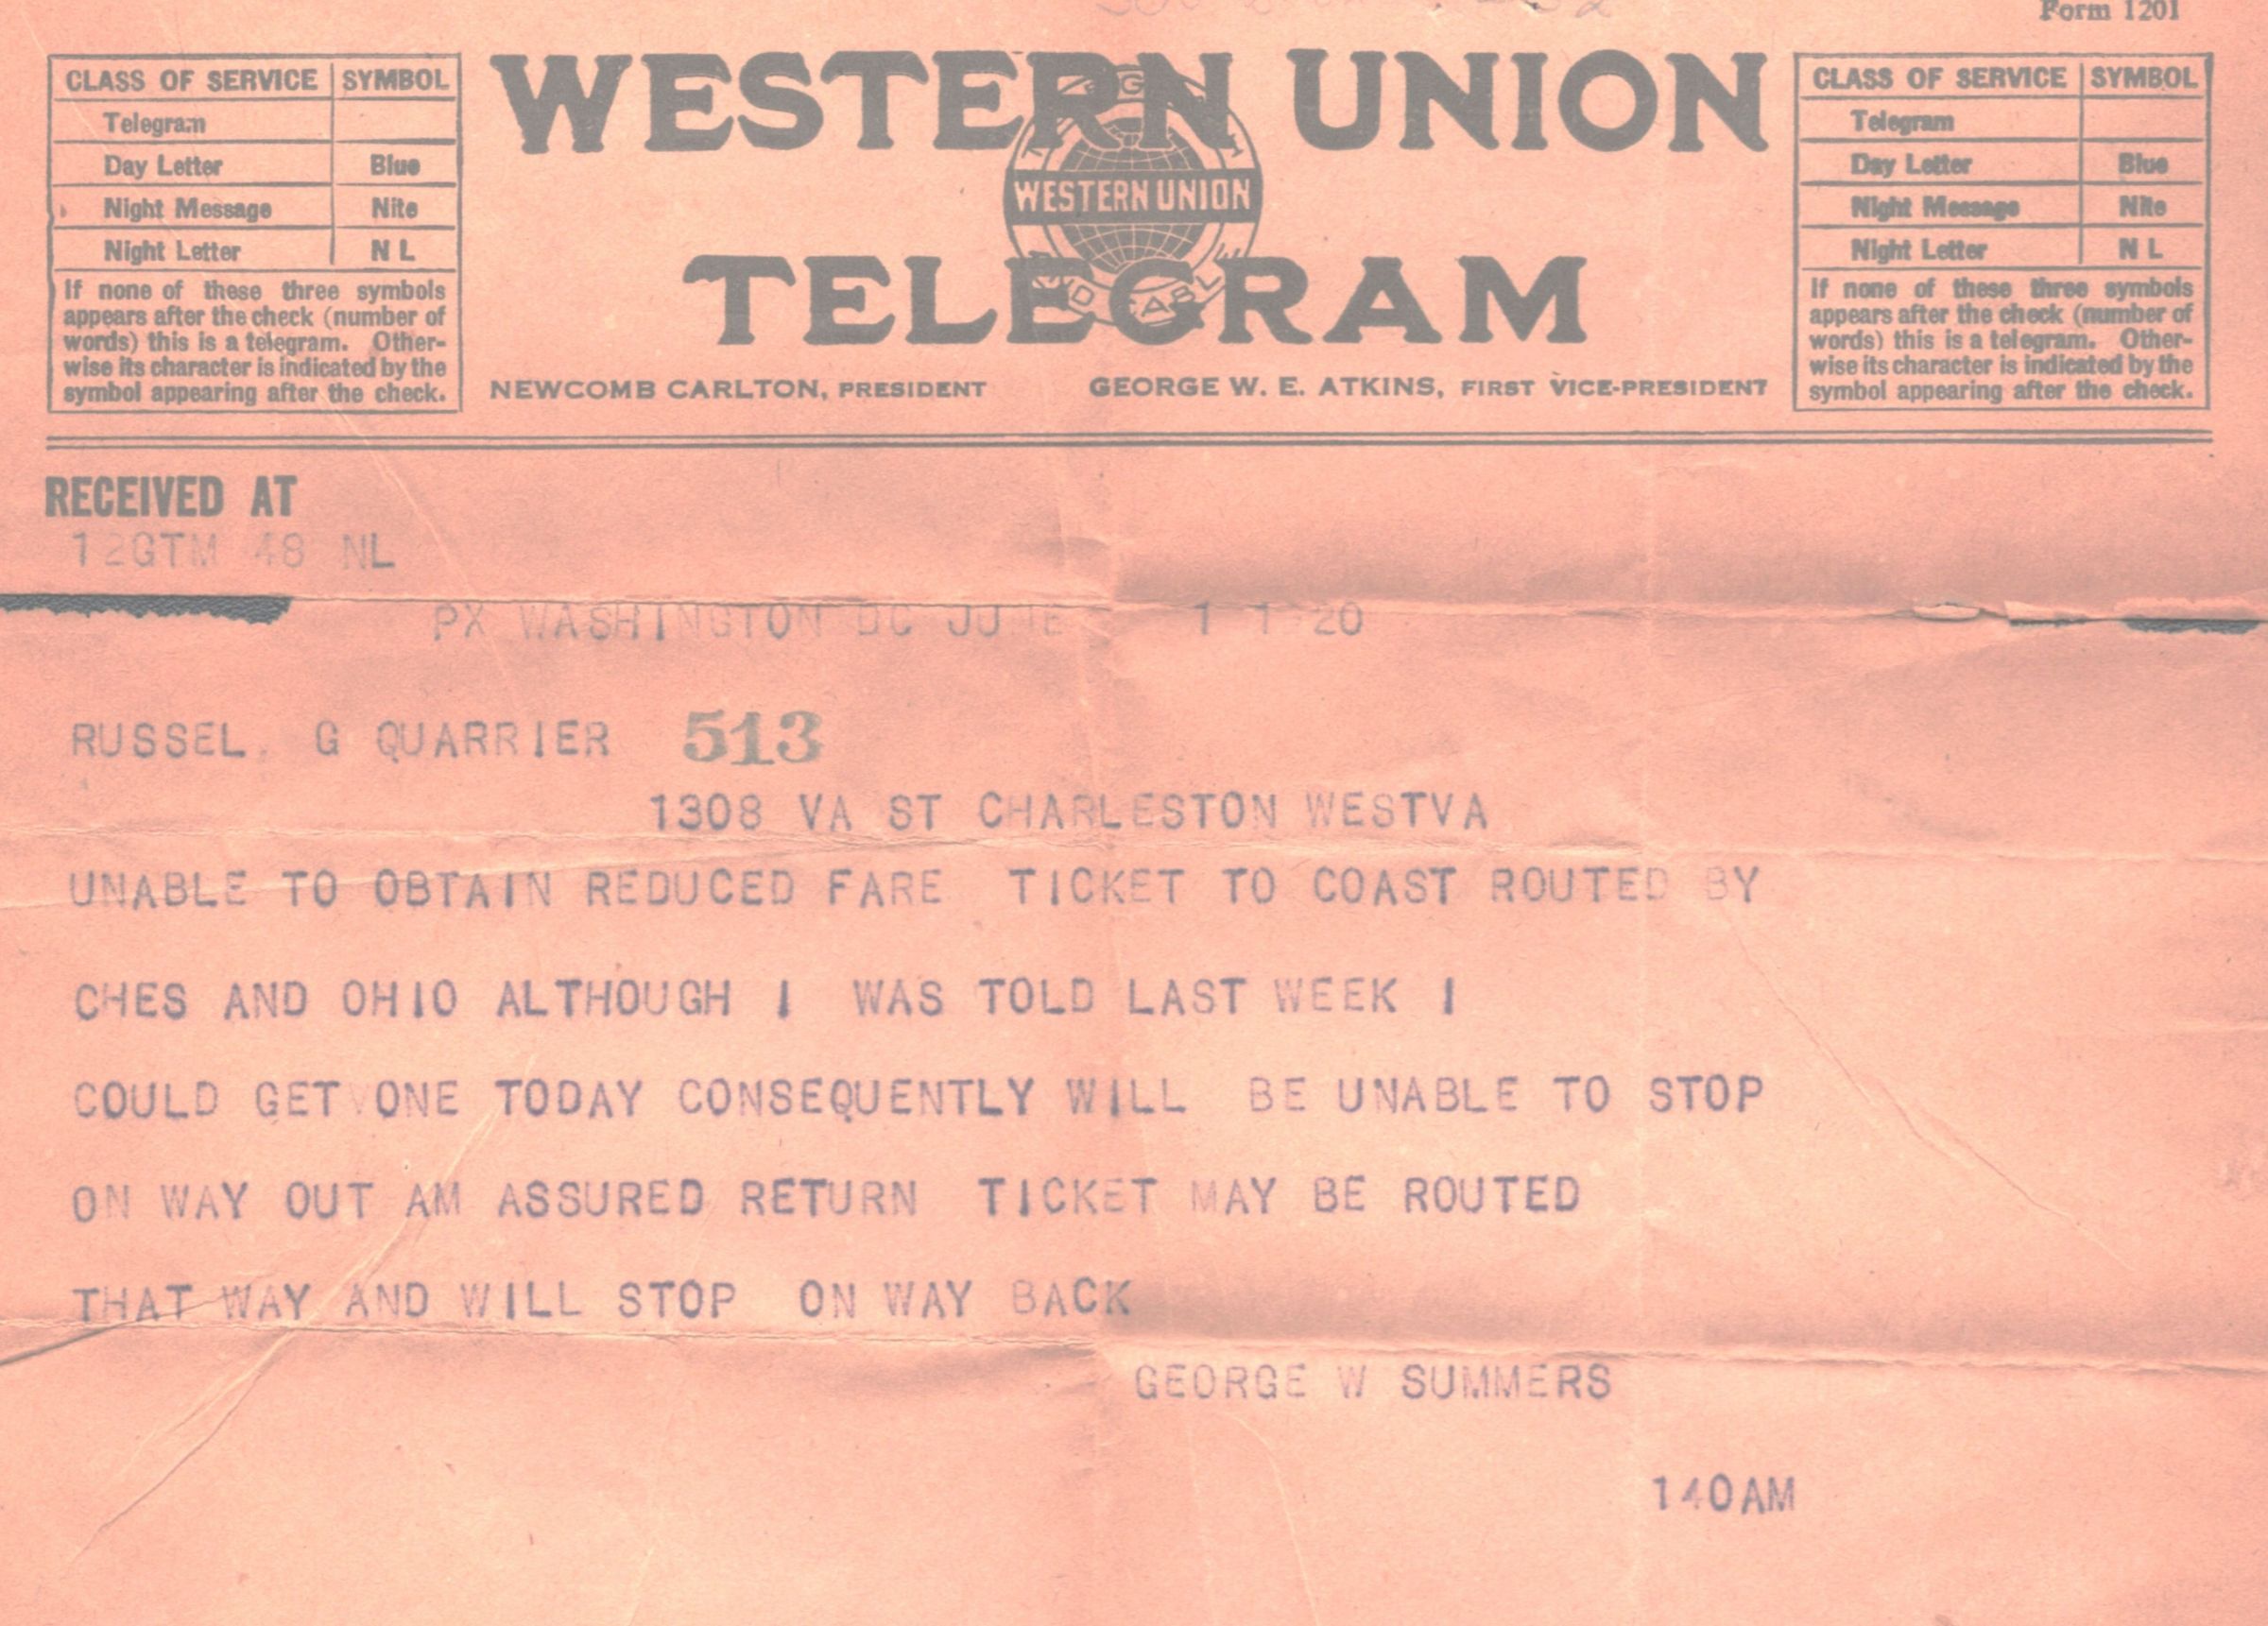 Form 1201
CLASS OF SERVICE SYMBOL
Telegram
Day Letter Blue
Night Message Nite
Night Letter N L
If none of these three symbols
appears after the check (number of
words) this is a telegram. Other-
wise its character is indicated by the
symbol appearing after the check.
WESTERN UNION
WESTERN UNION
TELEGRAM
NEWCOMB CARLTON, PRESIDENT GEORGE W. E. ATKINS, FIRST VICE-PRESIDENT
CLASS OF SERVICE SYMBOL
Telegram
Day Letter Blue
Night Message Nite
Night Letter N L
If none of these three symbols
appears after the check (number of
words) this is a telegram. Other-
wise its character is indicated by the
symbol appearing after the check.
RECEIVED AT
12GTM 48 NL
PX WASHINGTON DC JUNE 1 1 20
RUSSEL. G QUARRIER 513
1308 VA ST CHARLESTON WESTVA
UNABLE TO OBTAIN REDUCED FARE TICKET TO COAST ROUTED BY
CHES AND OHIO ALTHOUGH I WAS TOLD LAST WEEK I
COULD GET ONE TODAY CONSEQUENTLY WILL BE UNABLE TO STOP
ON WAY OUT AM ASSURED RETURN TICKET MAY BE ROUTED
THAT WAY AND WILL STOP ON WAY BACK
GEORGE W SUMMERS
140AM